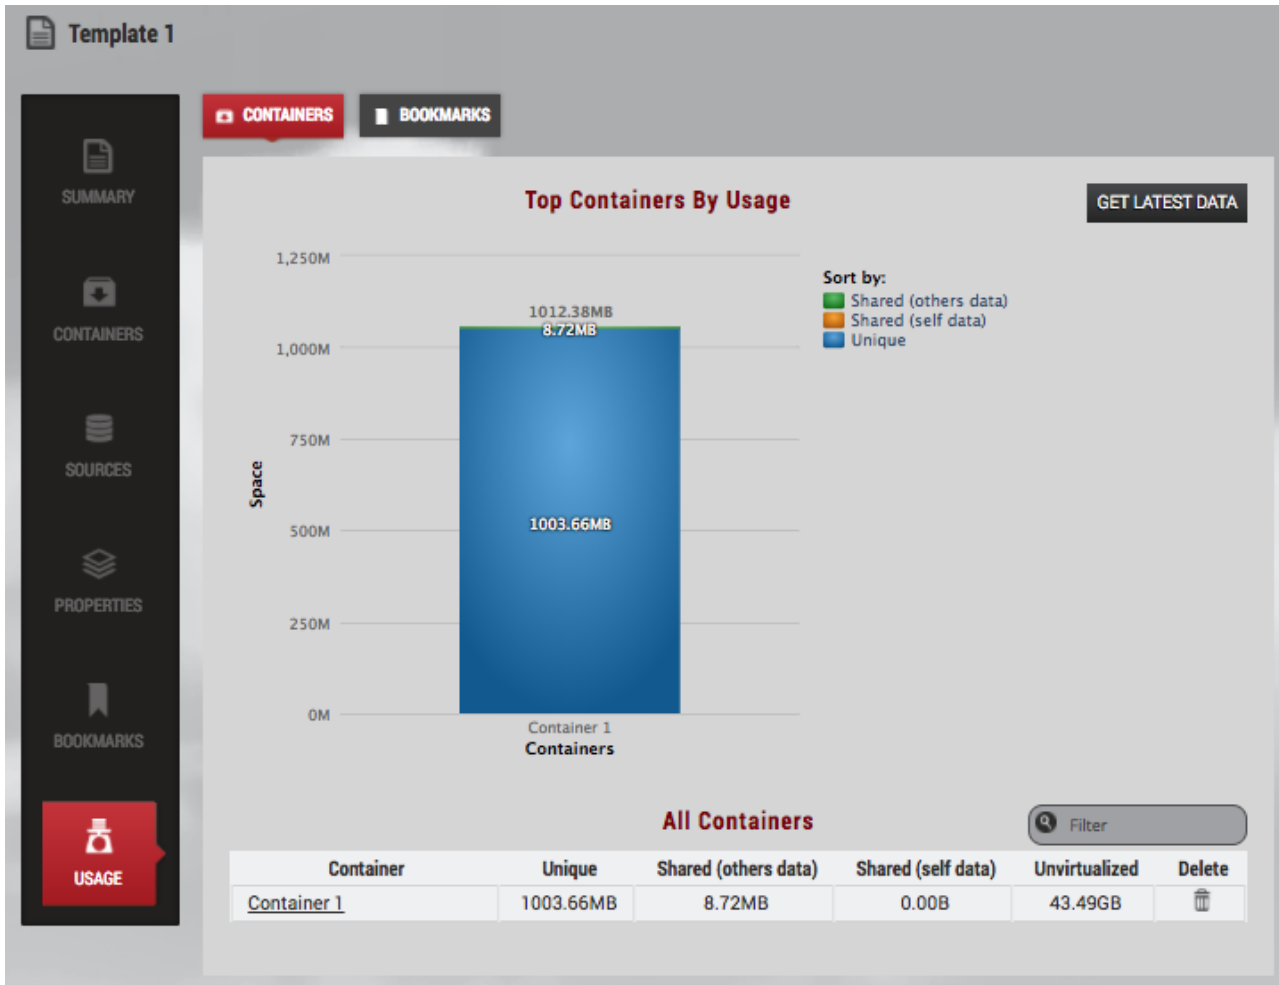 Template 1
CONTAINERS
BOOKMARKS
SUMMARY
CONTAINERS
SOURCES
PROPERTIES
BOOKMARKS
USAGE
Top Containers By Usage
GET LATEST DATA
1,250M
1,000M
750M
500M
250M
0M
Space
1012.38MB
8.72MB
1003.66MB
Container 1
Containers
Sort by:
Shared (others data)
Shared (self data)
Unique
All Containers
Filter
Container Unique Shared (others data) Shared (self data) Unvirtualized Delete
Container 1 1003.66MB 8.72MB 0.00B 43.49GB